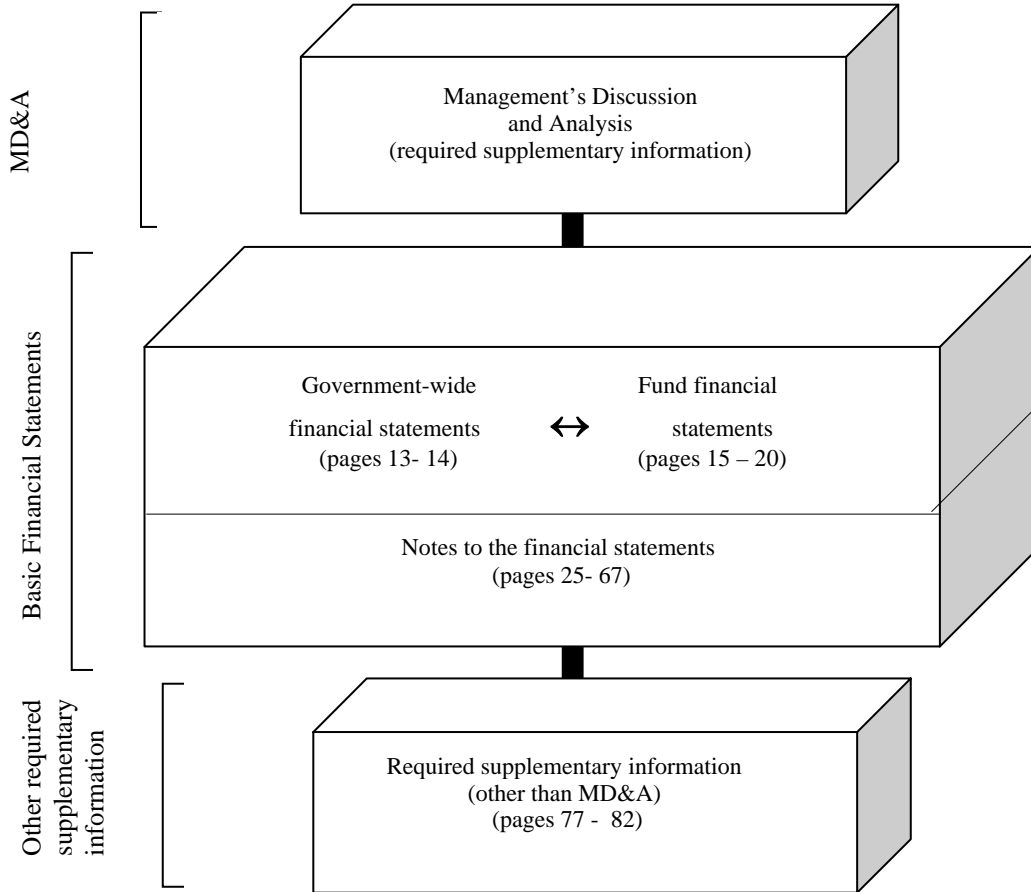 MD&A
Management’s Discussion
and Analysis
(required supplementary information)
Basic Financial Statements
Government-wide
financial statements
(pages 13- 14)
↔
Fund financial
statements
(pages 15 – 20)
Notes to the financial statements
(pages 25- 67)
Other required
supplementary
information
Required supplementary information
(other than MD&A)
(pages 77 -  82)